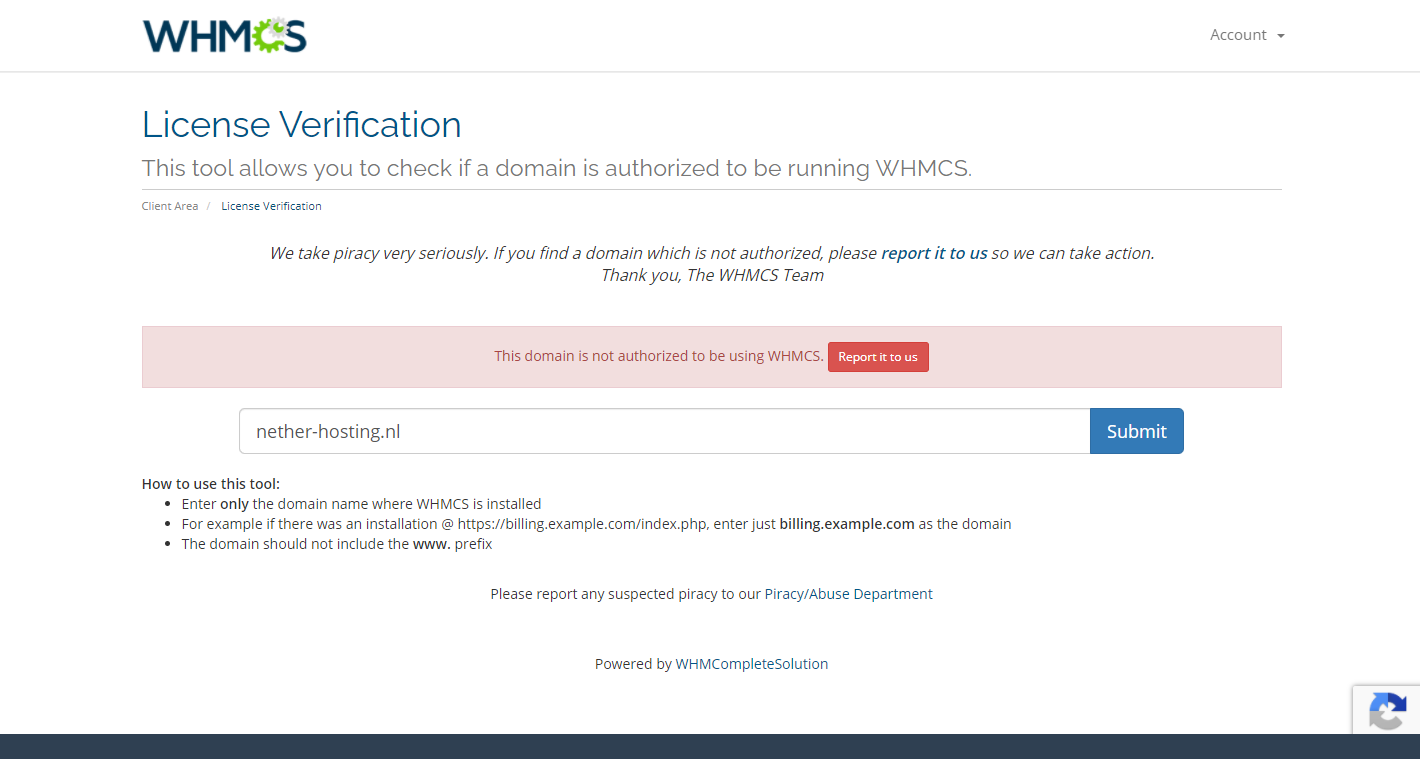 WHMCS
Account
License Verification
This tool allows you to check if a domain is authorized to be running WHMCS.
Client Area / License Verification
We take piracy very seriously. If you find a domain which is not authorized, please report it to us so we can take action.
Thank you, The WHMCS Team
This domain is not authorized to be using WHMCS. Report it to us
nether-hosting.nl Submit
How to use this tool:
• Enter only the domain name where WHMCS is installed
• For example if there was an installation @ https://billing.example.com/index.php, enter just billing.example.com as the domain
• The domain should not include the www. prefix
Please report any suspected piracy to our Piracy/Abuse Department
Powered by WHMCompleteSolution